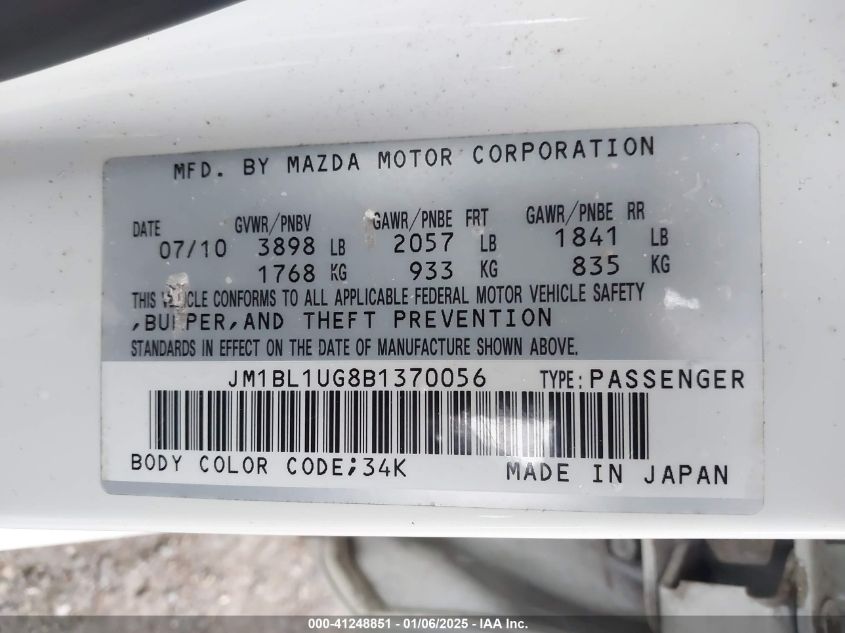 MFD. BY MAZDA MOTOR CORPORATION
DATE GVWR/PNBV GAWR/PNBE FRT GAWR/PNBE RR
07/10 3898 LB 2057 LB 1841 LB
1768 KG 933 KG 835 KG
THIS VEHICLE CONFORMS TO ALL APPLICABLE FEDERAL MOTOR VEHICLE SAFETY
,BUMPER,AND THEFT PREVENTION
STANDARDS IN EFFECT ON THE DATE OF MANUFACTURE SHOWN ABOVE.
JM1BL1UG8B1370056 TYPE:PASSENGER
BODY COLOR CODE;34K MADE IN JAPAN
000-41248851 - 01/06/2025 - IAA Inc.